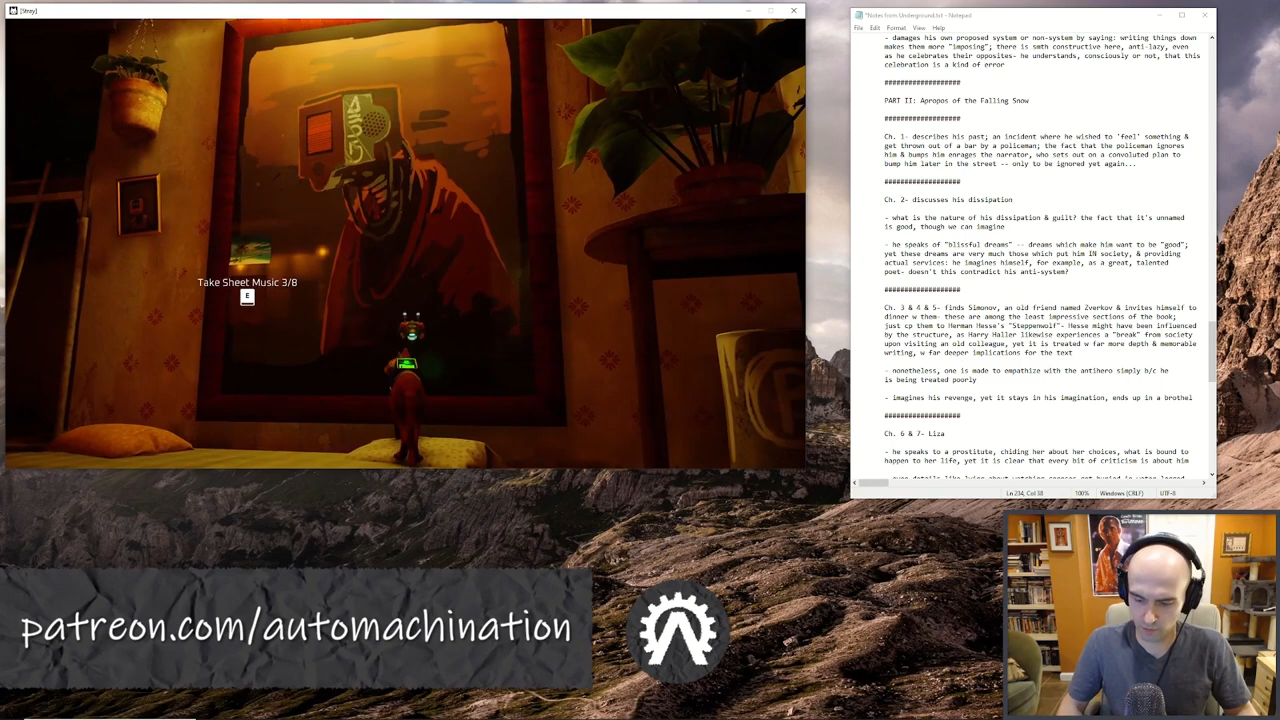 [Stray]
Take Sheet Music 3/8
E
*Notes from Underground.txt - Notepad
File Edit Format View Help
- damages his own proposed system or non-system by saying: writing things down
makes them more "imposing"; there is smth constructive here, anti-lazy, even
as he celebrates their opposites- he understands, consciously or not, that this
celebration is a kind of error
###################
PART II: Apropos of the Falling Snow
###################
Ch. 1- describes his past; an incident where he wished to 'feel' something &
get thrown out of a bar by a policeman; the fact that the policeman ignores
him & bumps him enrages the narrator, who sets out on a convoluted plan to
bump him later in the street -- only to be ignored yet again...
###################
Ch. 2- discusses his dissipation
- what is the nature of his dissipation & guilt? the fact that it's unnamed
is good, though we can imagine
- he speaks of "blissful dreams" -- dreams which make him want to be "good";
yet these dreams are very much those which put him IN society, & providing
actual services: he imagines himself, for example, as a great, talented
poet- doesn't this contradict his anti-system?
###################
Ch. 3 & 4 & 5- finds Simonov, an old friend named Zverkov & invites himself to
dinner w them- these are among the least impressive sections of the book;
just cp them to Herman Hesse's "Steppenwolf"- Hesse might have been influenced
by the structure, as Harry Haller likewise experiences a "break" from society
upon visiting an old colleague, yet it is treated w far more depth & memorable
writing, w far deeper implications for the text
- nonetheless, one is made to empathize with the antihero simply b/c he
is being treated poorly
- imagines his revenge, yet it stays in his imagination, ends up in a brothel
###################
Ch. 6 & 7- Liza
- he speaks to a prostitute, chiding her about her choices, what is bound to
happen to her life, yet it is clear that every bit of criticism is about him
Ln 234, Col 38 100% Windows (CRLF) UTF-8
patreon.com/automachination